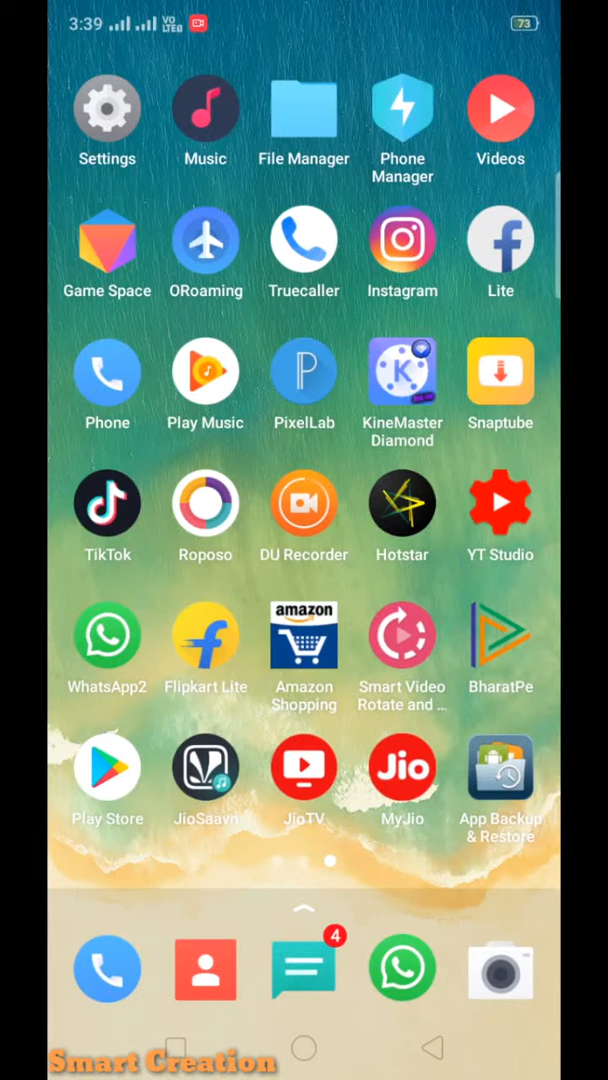 3:39 VO LTE 73
Settings Music File Manager Phone Manager Videos
Game Space ORoaming Truecaller Instagram Lite
Phone Play Music PixelLab KineMaster Diamond Snaptube
TikTok Roposo DU Recorder Hotstar YT Studio
amazon
WhatsApp2 Flipkart Lite Amazon Shopping Smart Video Rotate and ... BharatPe
Jio
Play Store JioSaavn JioTV MyJio App Backup & Restore
4
Smart Creation